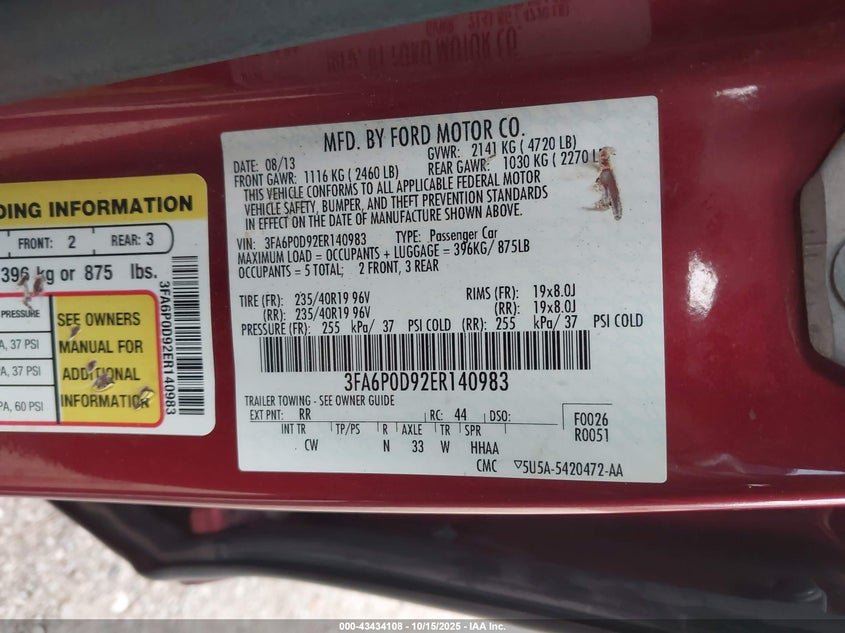 MFD. BY FORD MOTOR CO.
DATE: 08/13 GVWR: 2141 KG ( 4720 LB)
FRONT GAWR: 1116 KG ( 2460 LB) REAR GAWR: 1030 KG ( 2270
THIS VEHICLE CONFORMS TO ALL APPLICABLE FEDERAL MOTOR
VEHICLE SAFETY, BUMPER, AND THEFT PREVENTION STANDARDS
IN EFFECT ON THE DATE OF MANUFACTURE SHOWN ABOVE.
VIN: 3FA6P0D92ER140983 TYPE: Passenger Car
MAXIMUM LOAD = OCCUPANTS + LUGGAGE = 396KG/ 875LB
OCCUPANTS = 5 TOTAL; 2 FRONT, 3 REAR
TIRE (FR): 235/40R19 96V RIMS (FR): 19x8.0J
(RR): 235/40R19 96V (RR): 19x8.0J
PRESSURE (FR): 255 kPa/ 37 PSI COLD (RR): 255 kPa/ 37 PSI COLD
3FA6P0D92ER140983
TRAILER TOWING - SEE OWNER GUIDE
EXT PNT: RR RC: 44 DSO:
F0026
R0051
INT TR TP/PS R AXLE TR SPR
CW N 33 W HHAA
CMC ▽5U5A-5420472-AA
DING INFORMATION
FRONT: 2 REAR: 3
396 kg or 875 lbs.
PRESSURE
A, 37 PSI
PA, 37 PSI
PA, 60 PSI
SEE OWNERS
MANUAL FOR
ADDITIONAL
INFORMATION
3FA6P0D92ER140983
000-43434108 - 10/15/2025 - IAA Inc.